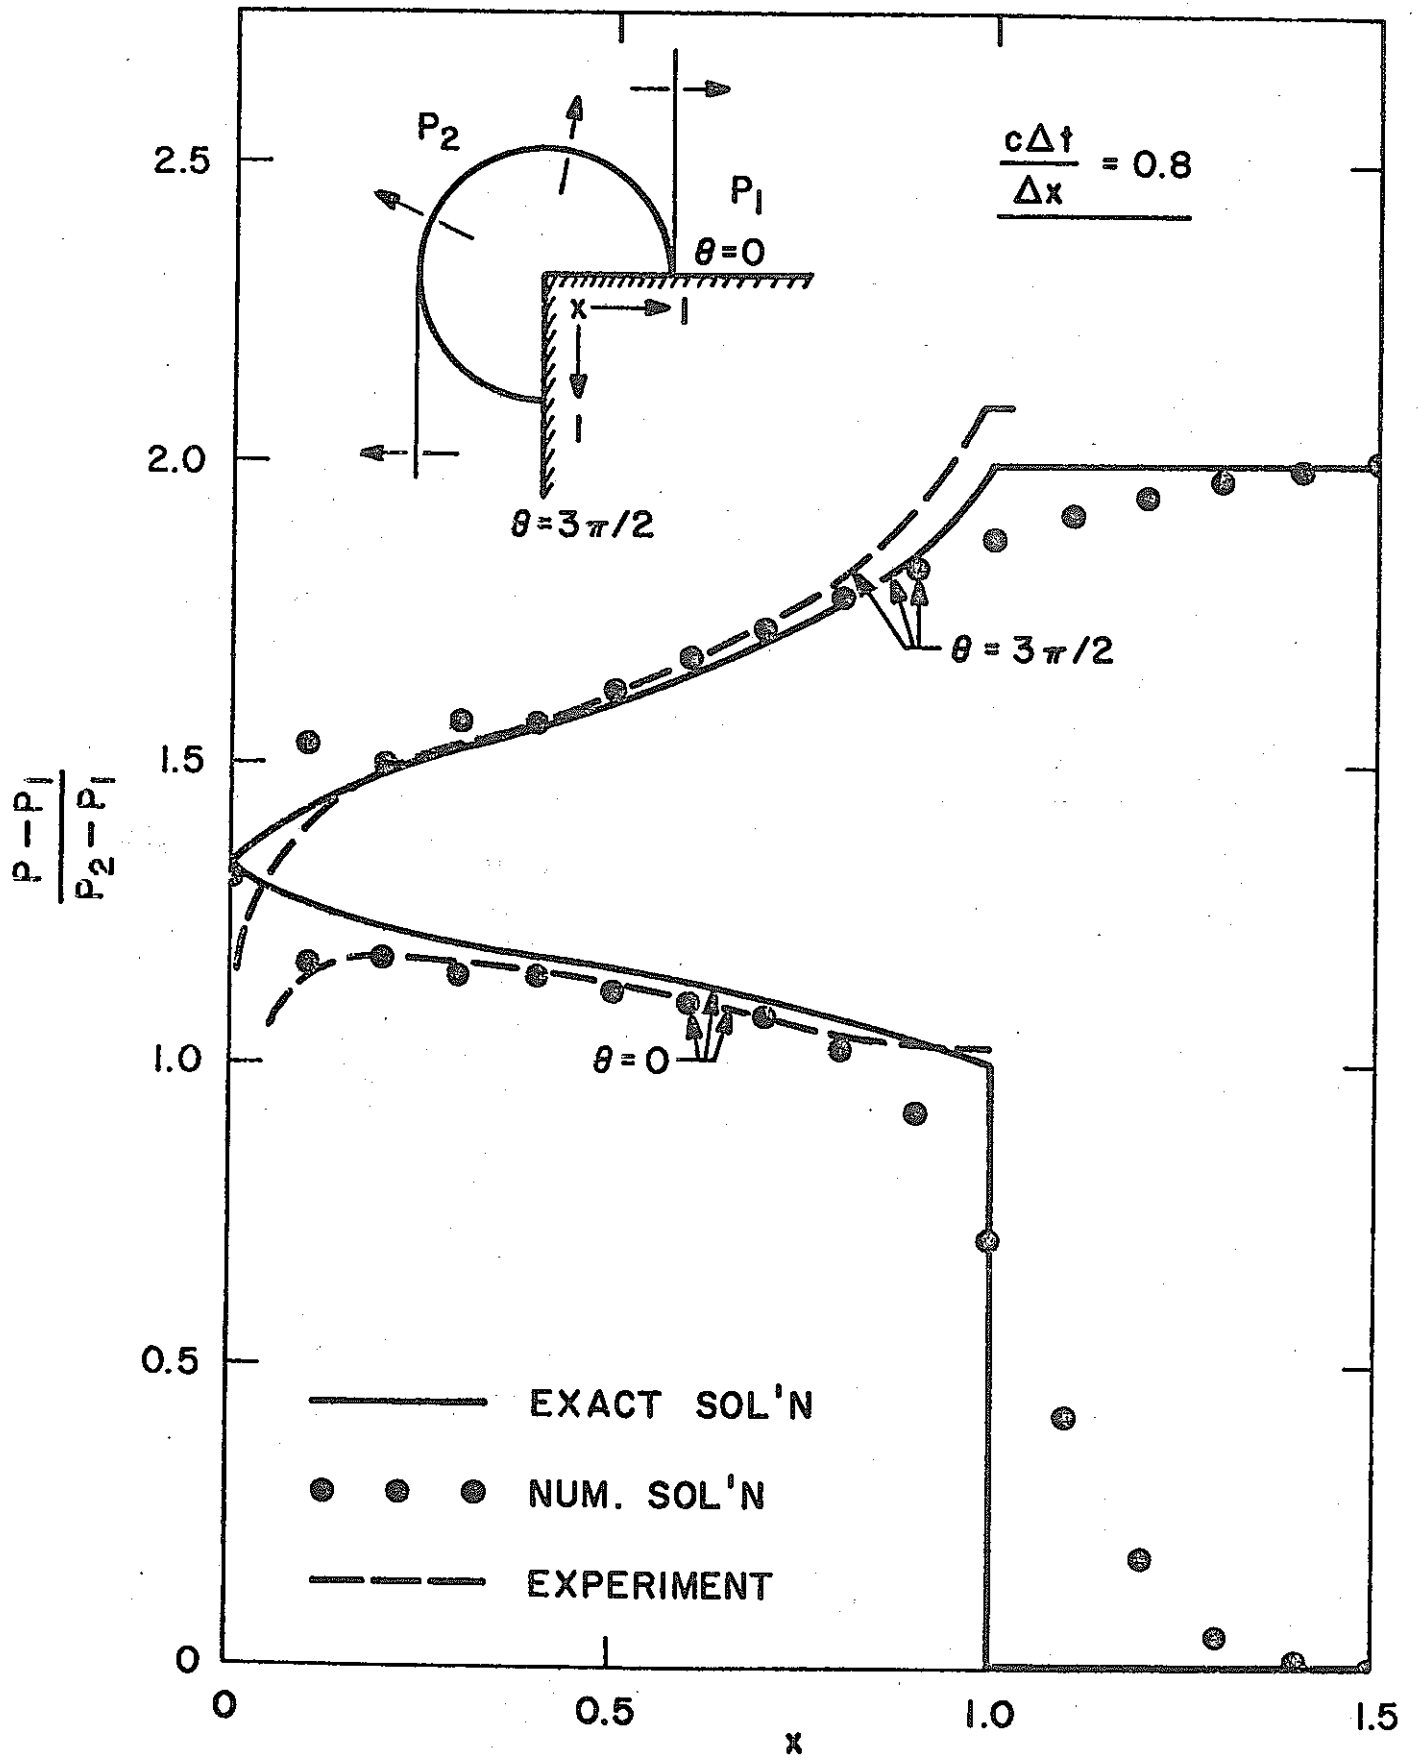 2.5
2.0
1.5
1.0
0.5
0
P₂
P₁
θ=0
x
1
1
θ=3π/2
cΔt
Δx
= 0.8
θ = 3π/2
θ=0
P – P₁
P₂ – P₁
EXACT SOL'N
NUM. SOL'N
EXPERIMENT
0
0.5
1.0
1.5
x